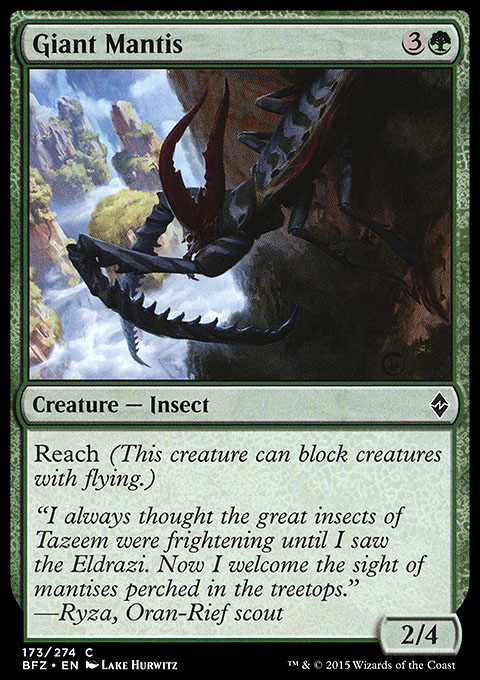 Giant Mantis 3
Creature — Insect
Reach (This creature can block creatures
with flying.)
“I always thought the great insects of
Tazeem were frightening until I saw
the Eldrazi. Now I welcome the sight of
mantises perched in the treetops.”
—Ryza, Oran-Rief scout
2/4
173/274 C
BFZ • EN Lake Hurwitz
™ & © 2015 Wizards of the Coast